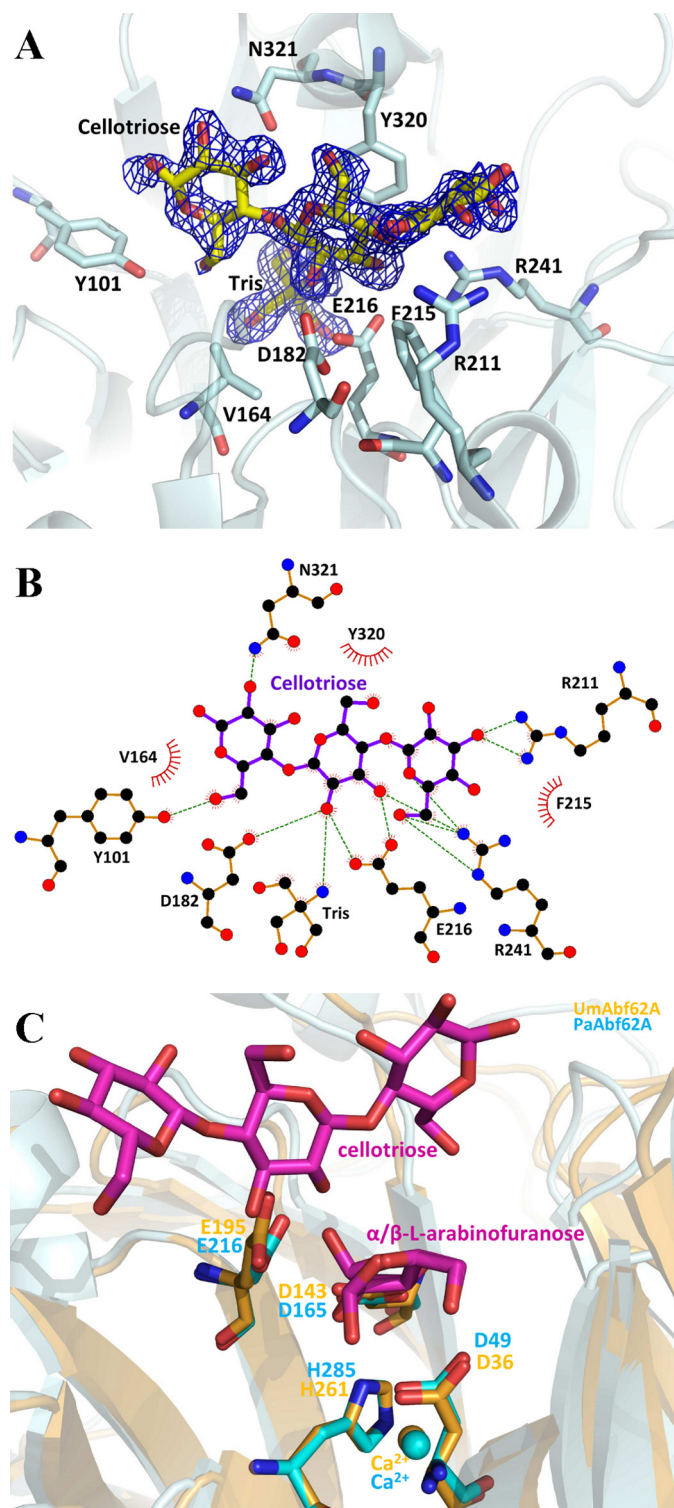 A
N321
Y320
Cellotriose
Y101
Tris
R241
E216
F215
D182
R211
V164
B
N321
Y320
Cellotriose
R211
V164
F215
Y101
D182
Tris
E216
R241
C
UmAbf62A
PaAbf62A
cellotriose
E195
E216
α/β-L-arabinofuranose
D143
D165
D49
D36
H285
H261
Ca²⁺
Ca²⁺